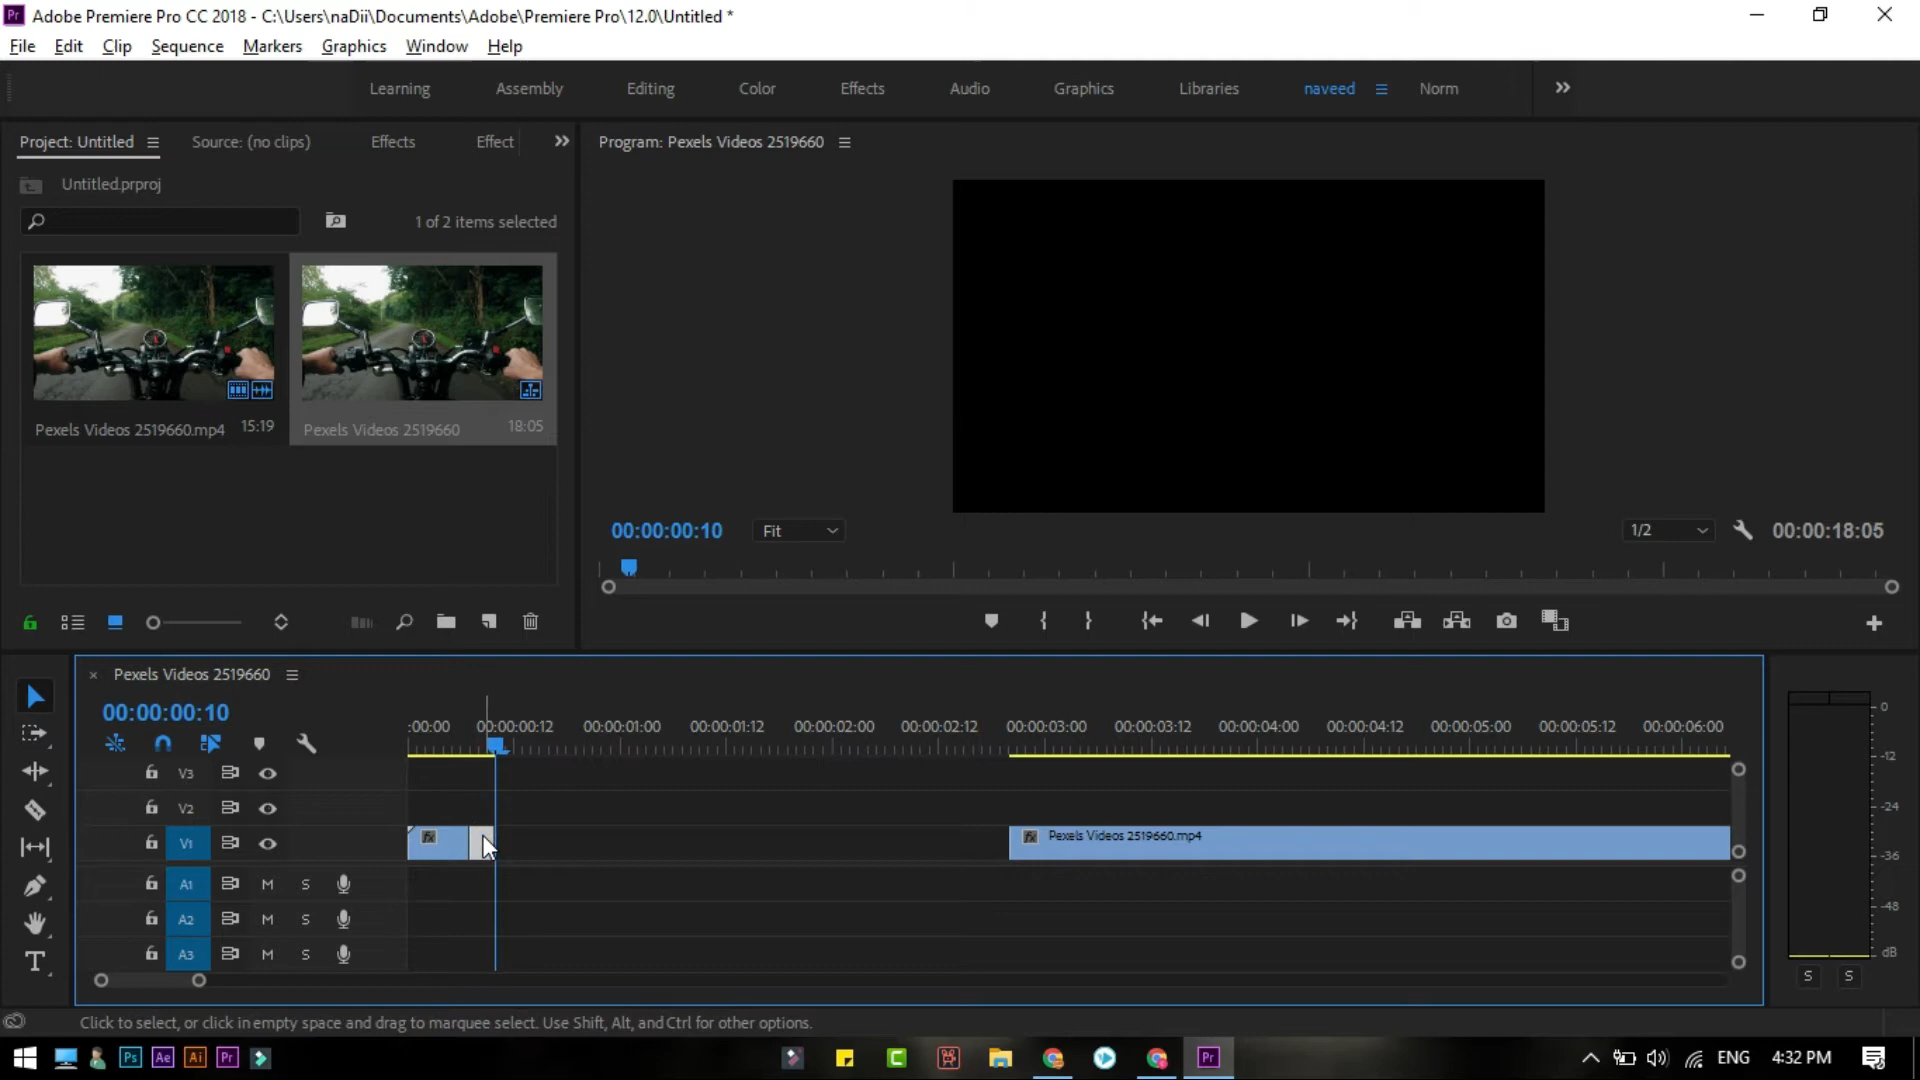 Adobe Premiere Pro CC 2018 - C:\Users\naDii\Documents\Adobe\Premiere Pro\12.0\Untitled *
File Edit Clip Sequence Markers Graphics Window Help
Learning Assembly Editing Color Effects Audio Graphics Libraries naveed Norm
Project: Untitled Source: (no clips) Effects Effect
Program: Pexels Videos 2519660
Untitled.prproj
1 of 2 items selected
Pexels Videos 2519660.mp4 15:19
Pexels Videos 2519660 18:05
00:00:00:10 Fit 1/2 00:00:18:05
Pexels Videos 2519660
00:00:00:10
:00:00 00:00:00:12 00:00:01:00 00:00:01:12 00:00:02:00 00:00:02:12 00:00:03:00 00:00:03:12 00:00:04:00 00:00:04:12 00:00:05:00 00:00:05:12 00:00:06:00
V3
V2
V1
fx
fx Pexels Videos 2519660.mp4
A1 M S
A2 M S
A3 M S
0
-12
-24
-36
-48
dB
S S
Click to select, or click in empty space and drag to marquee select. Use Shift, Alt, and Ctrl for other options.
Ps Ae Ai Pr C Pr ENG 4:32 PM